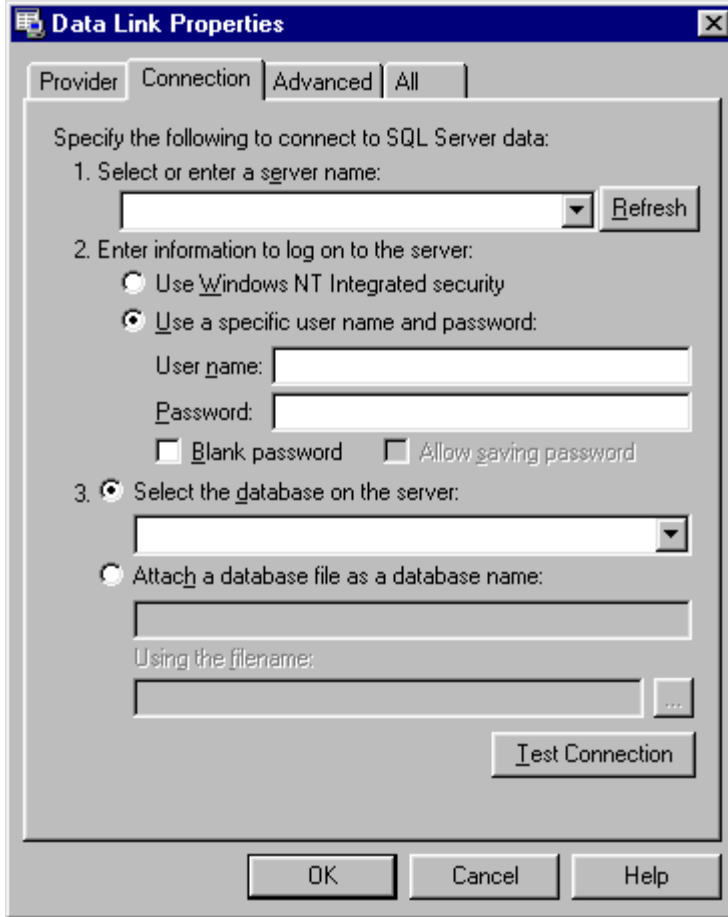 Data Link Properties
Provider Connection Advanced All
Specify the following to connect to SQL Server data:
1. Select or enter a server name:
Refresh
2. Enter information to log on to the server:
Use Windows NT Integrated security
Use a specific user name and password:
User name:
Password:
Blank password Allow saving password
3. Select the database on the server:
Attach a database file as a database name:
Using the filename:
...
Test Connection
OK Cancel Help